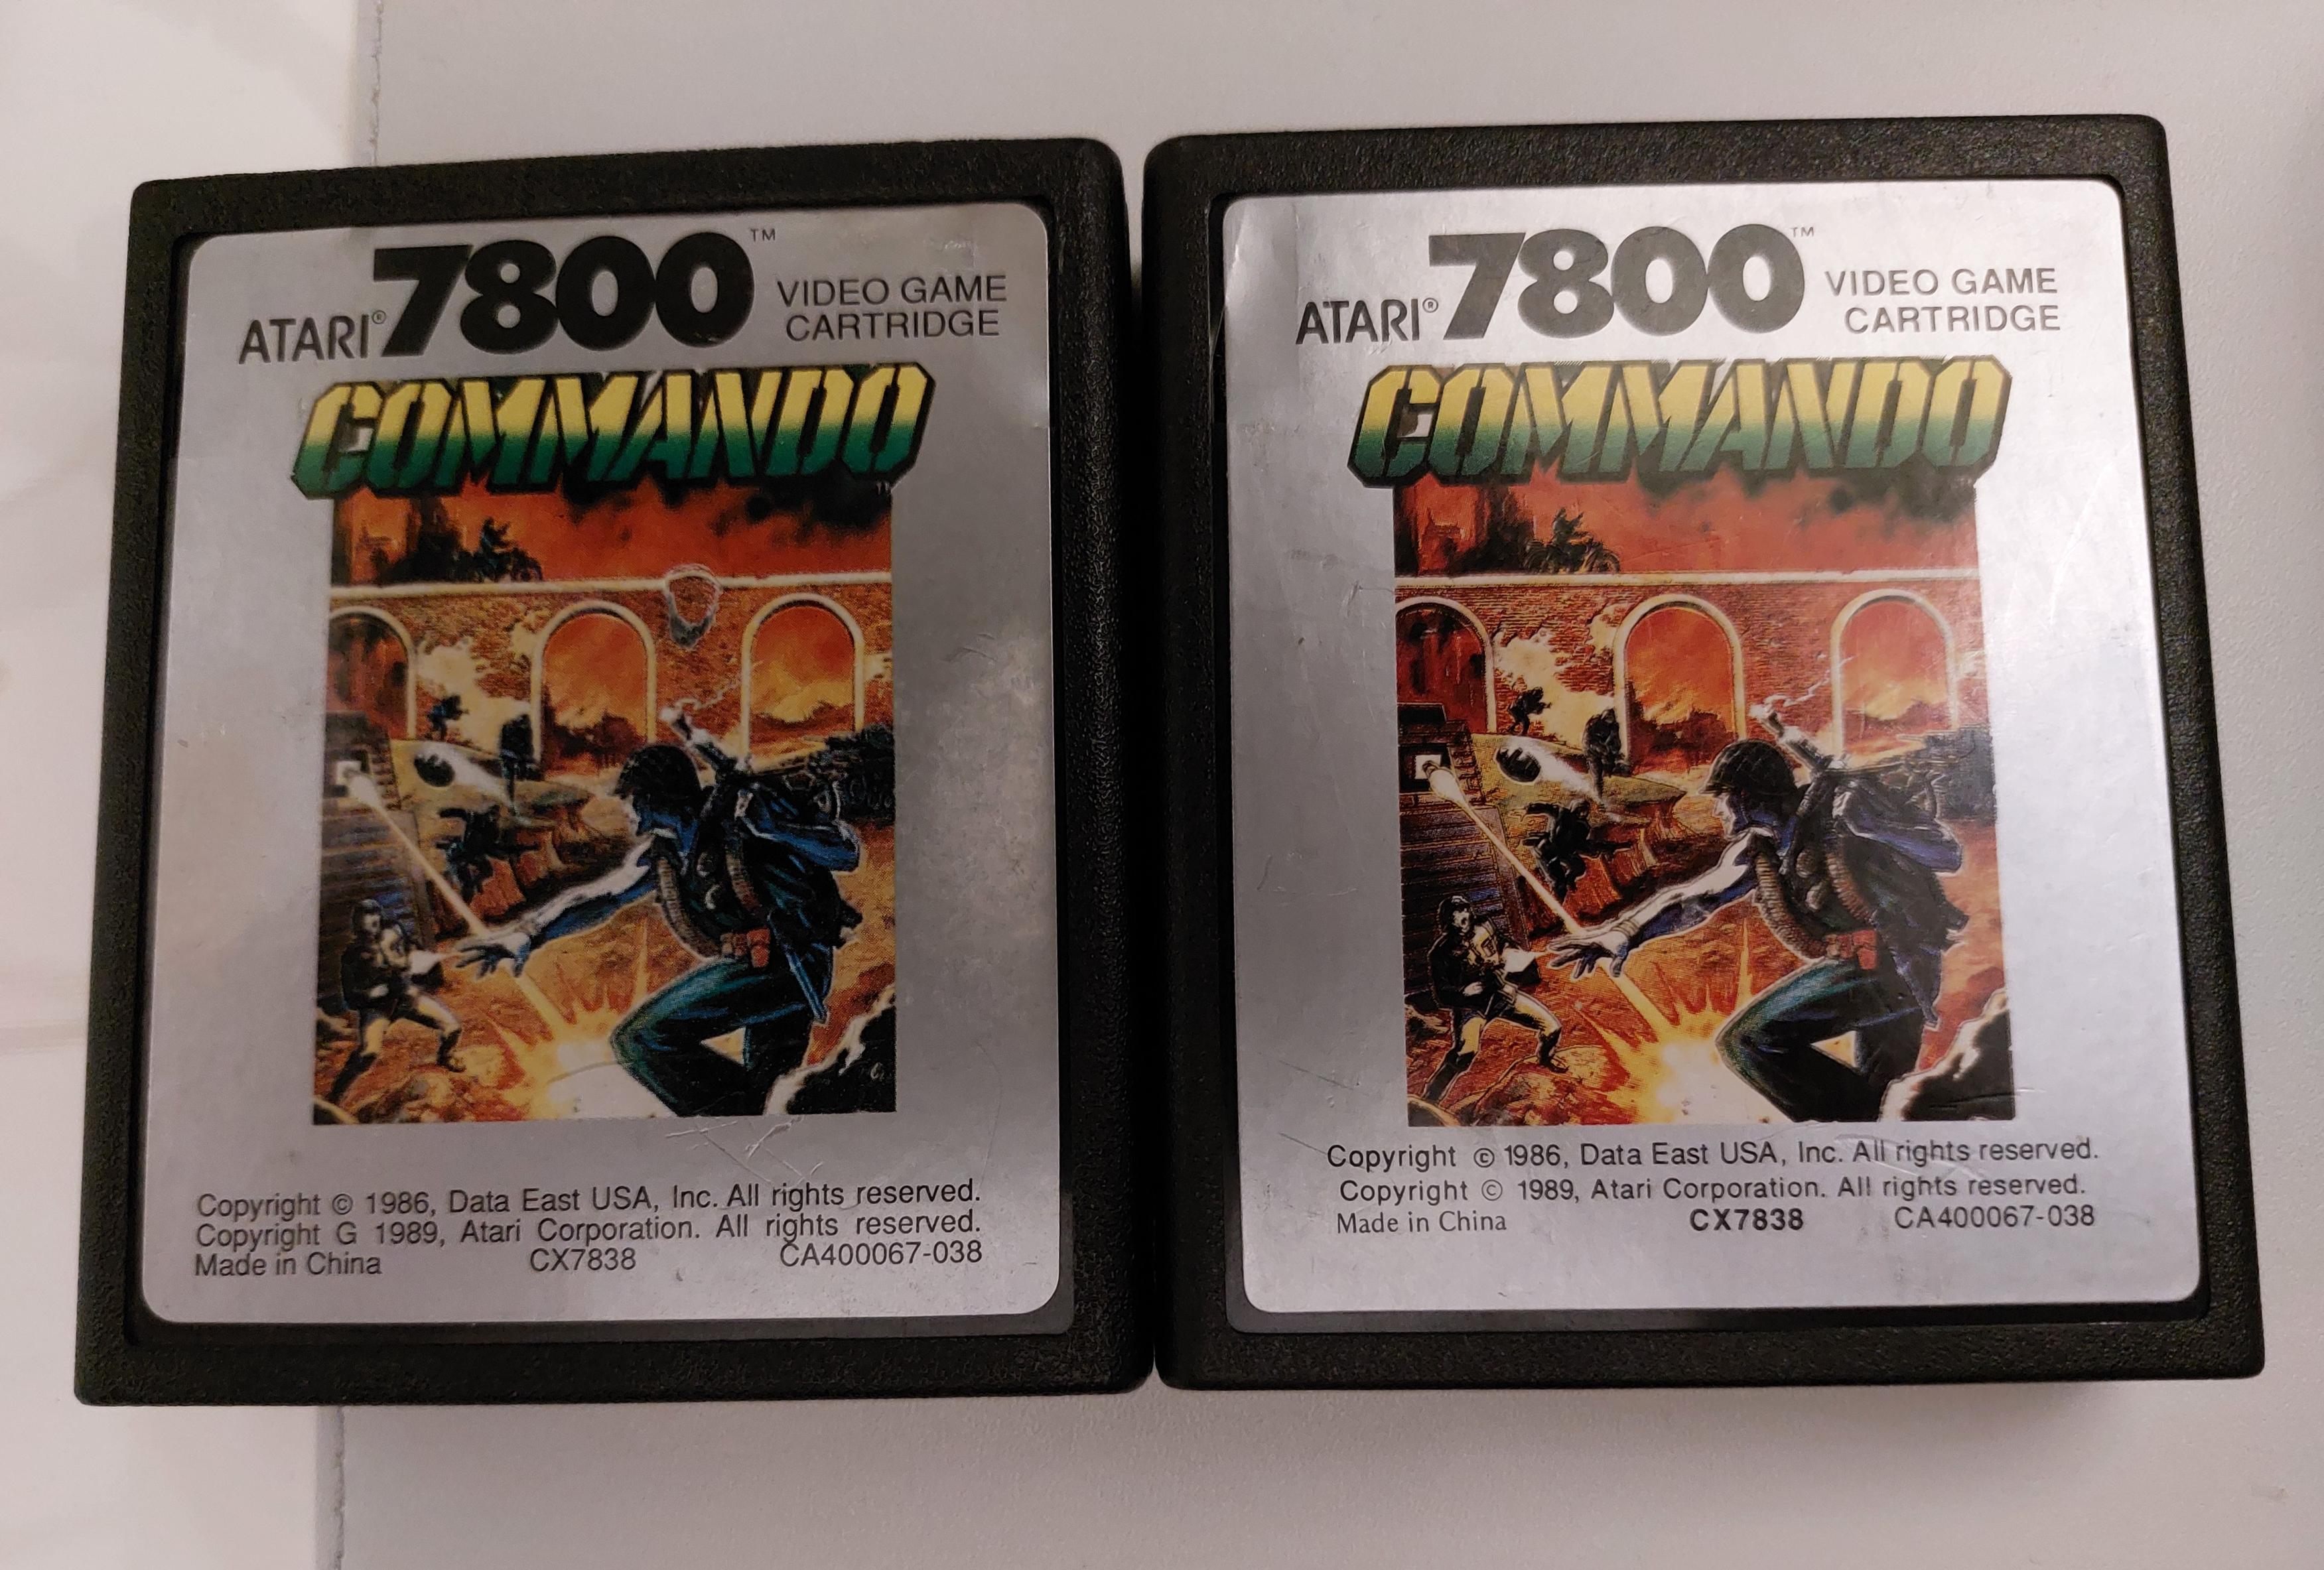 ATARI® 7800™ VIDEO GAME
CARTRIDGE
COMMANDO™
Copyright © 1986, Data East USA, Inc. All rights reserved.
Copyright G 1989, Atari Corporation. All rights reserved.
Made in China CX7838 CA400067-038
ATARI® 7800™ VIDEO GAME
CARTRIDGE
COMMANDO
Copyright © 1986, Data East USA, Inc. All rights reserved.
Copyright © 1989, Atari Corporation. All rights reserved.
Made in China CX7838 CA400067-038